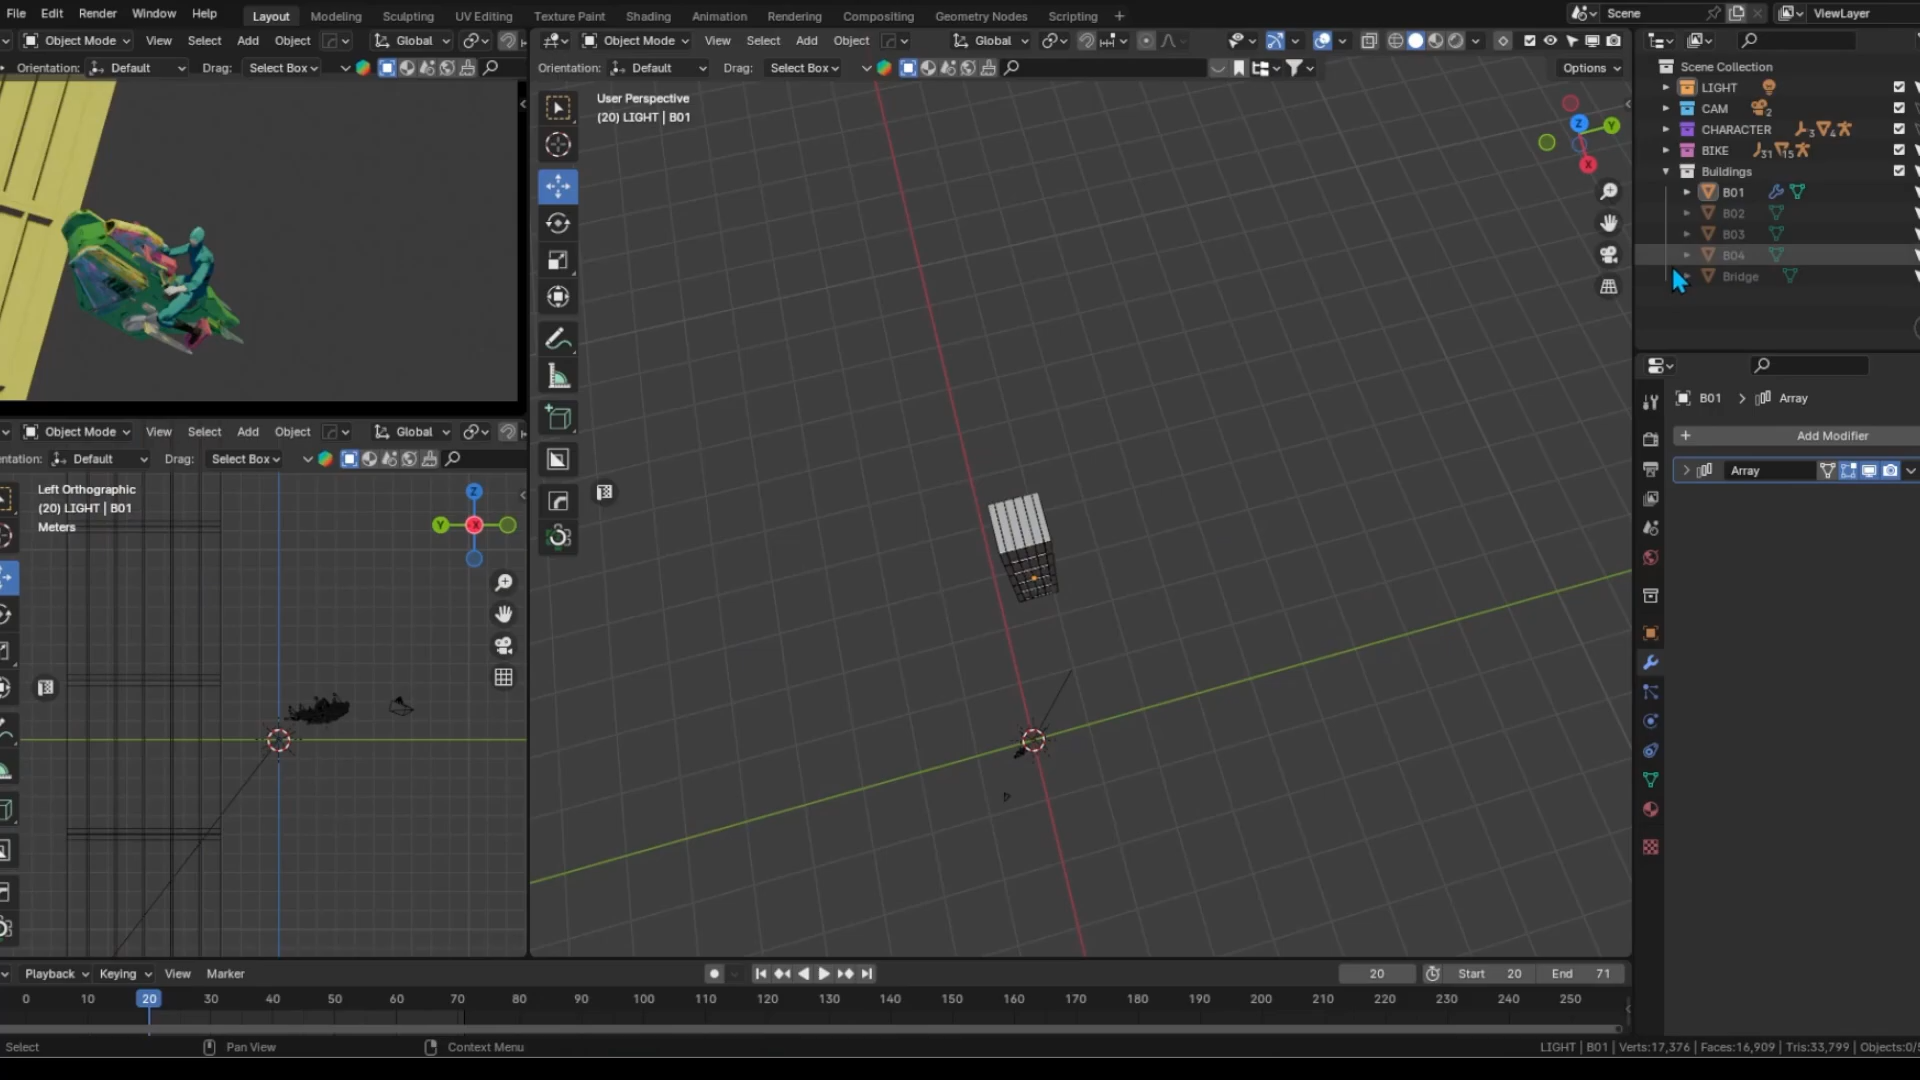 File Edit Render Window Help Layout Modeling Sculpting UV Editing Texture Paint Shading Animation Rendering Compositing Geometry Nodes Scripting + Scene ViewLayer
Object Mode View Select Add Object Global
Object Mode View Select Add Object Global
Orientation: Default Drag: Select Box
Orientation: Default Drag: Select Box Options
User Perspective
(20) LIGHT | B01
Z
Y
X
Scene Collection
LIGHT
CAM 2
CHARACTER 3 4
BIKE 31 15
Buildings
B01
B02
B03
B04
Bridge
B01 > Array
+ Add Modifier
Array
Object Mode View Select Add Object Global
ntation: Default Drag: Select Box
Left Orthographic
(20) LIGHT | B01
Meters
Z
Y X
Playback Keying View Marker 20 Start 20 End 71
0 10 20 30 40 50 60 70 80 90 100 110 120 130 140 150 160 170 180 190 200 210 220 230 240 250
Select Pan View Context Menu LIGHT | B01 | Verts:17,376 | Faces:16,909 | Tris:33,799 | Objects:0/